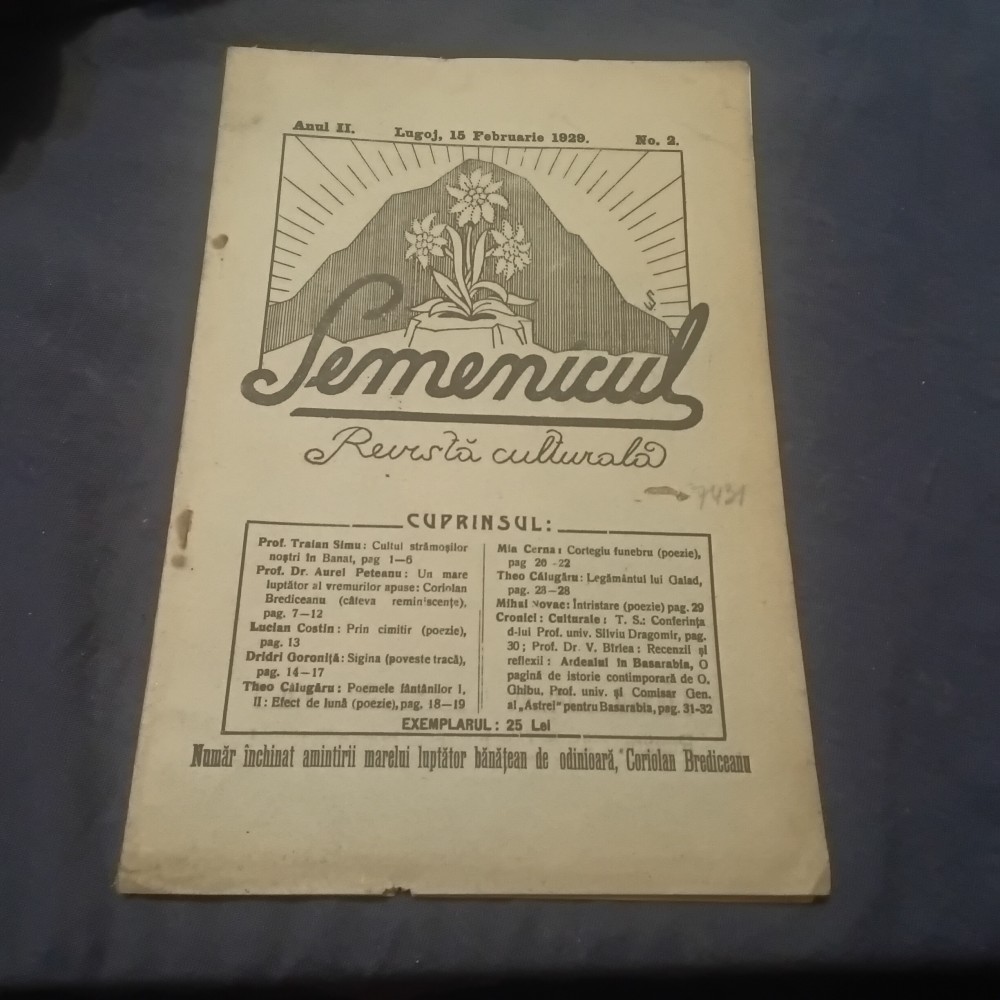 Anul II. Lugoj, 15 Februarie 1929. No. 2.
Semenicul
Revistă culturală
7431
CUPRINSUL:
Prof. Traian Simu: Cultul strămoșilor
noștri în Banat, pag 1—6
Prof. Dr. Aurel Peteanu: Un mare
luptător al vremurilor apuse: Coriolan
Brediceanu (câteva reminiscențe),
pag. 7—12
Lucian Costin: Prin cimitir (poezie),
pag. 13
Dridri Goroniță: Sigina (poveste tracă),
pag. 14—17
Theo Călugăru: Poemele fântânilor I,
II: Efect de lună (poezie), pag. 18—19
Mia Cerna: Cortegiu funebru (poezie),
pag 20-22
Theo Călugăru: Legământul lui Galad,
pag. 23—28
Mihai Novac: Întristare (poezie) pag. 29
Cronici: Culturale: T. S.: Conferința
d-lui Prof. univ. Silviu Dragomir, pag.
30; Prof. Dr. V. Bîrlea: Recenzii și
reflexii: Ardealul în Basarabia, O
pagină de istorie contimporară de O.
Ghibu, Prof. univ. și Comisar Gen.
al „Astrei" pentru Basarabia, pag. 31-32
EXEMPLARUL: 25 Lei
Număr închinat amintirii marelui luptător bănățean de odinioară, Coriolan Brediceanu